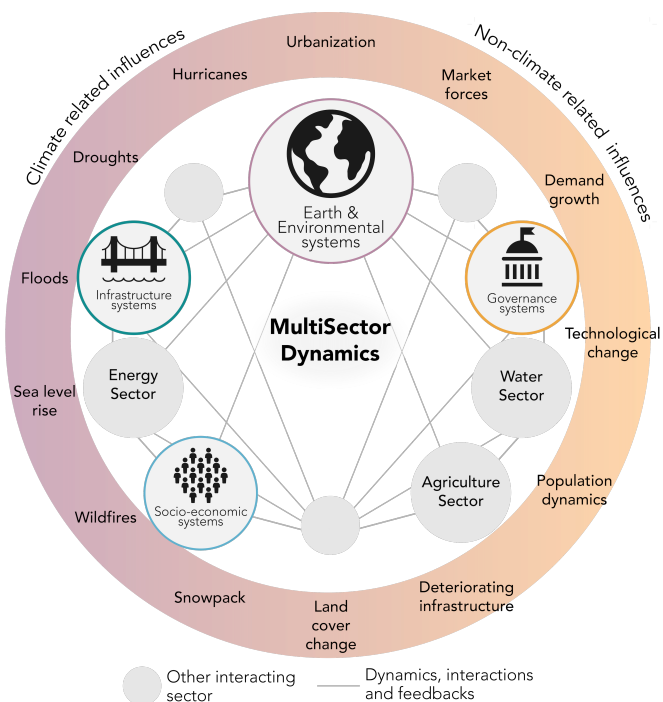 Climate related influences
Non-climate related influences
Urbanization
Hurricanes
Market
forces
Droughts
Demand
growth
Earth &
Environmental
systems
Floods
Infrastructure
systems
Governance
systems
MultiSector
Dynamics
Technological
change
Sea level
rise
Energy
Sector
Water
Sector
Wildfires
Socio-economic
systems
Agriculture
Sector
Population
dynamics
Snowpack
Land
cover
change
Deteriorating
infrastructure
Other interacting
sector
Dynamics, interactions
and feedbacks